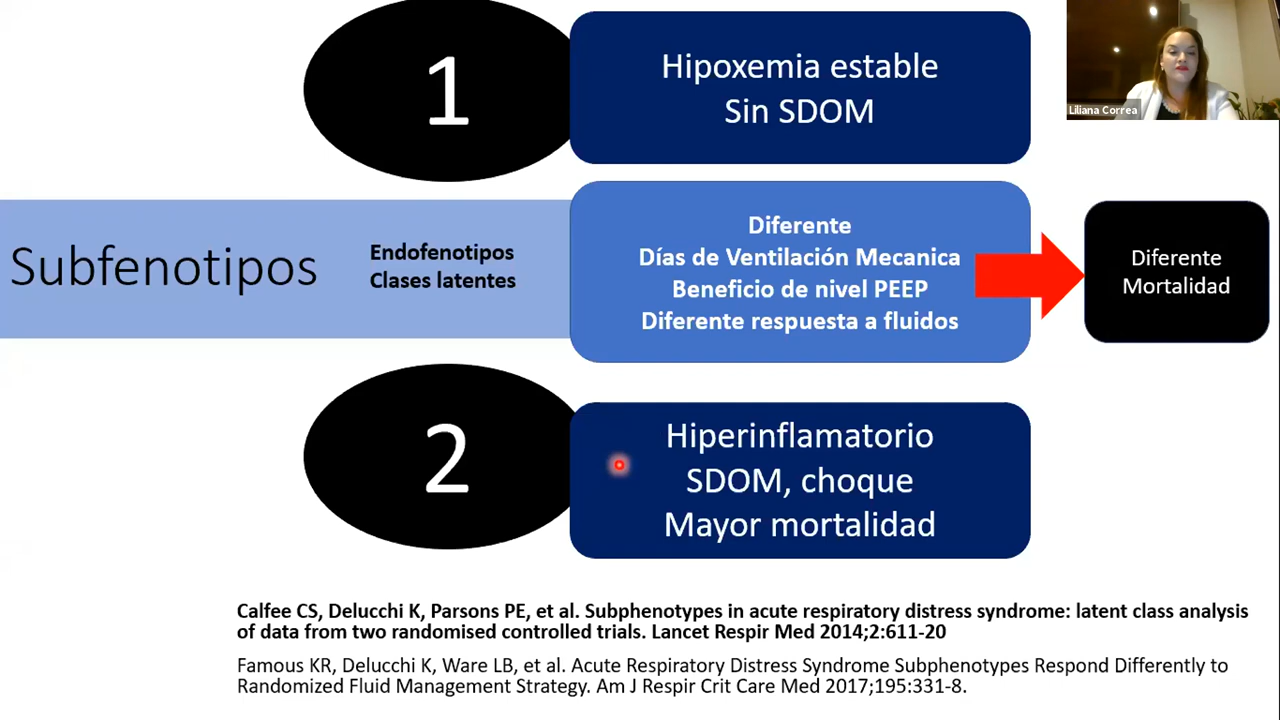 1
Hipoxemia estable
Sin SDOM
Liliana Correa
Subfenotipos
Endofenotipos
Clases latentes
Diferente
Días de Ventilación Mecanica
Beneficio de nivel PEEP
Diferente respuesta a fluidos
Diferente
Mortalidad
2
Hiperinflamatorio
SDOM, choque
Mayor mortalidad
Calfee CS, Delucchi K, Parsons PE, et al. Subphenotypes in acute respiratory distress syndrome: latent class analysis
of data from two randomised controlled trials. Lancet Respir Med 2014;2:611-20
Famous KR, Delucchi K, Ware LB, et al. Acute Respiratory Distress Syndrome Subphenotypes Respond Differently to
Randomized Fluid Management Strategy. Am J Respir Crit Care Med 2017;195:331-8.